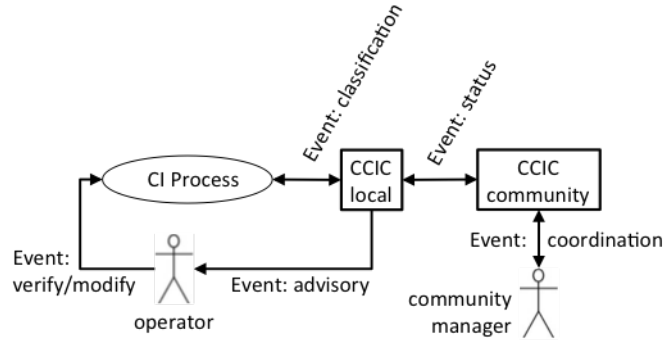 Event: classification
Event: status
CI Process
CCIC
local
CCIC
community
Event:
verify/modify
operator
Event: advisory
Event: coordination
community
manager